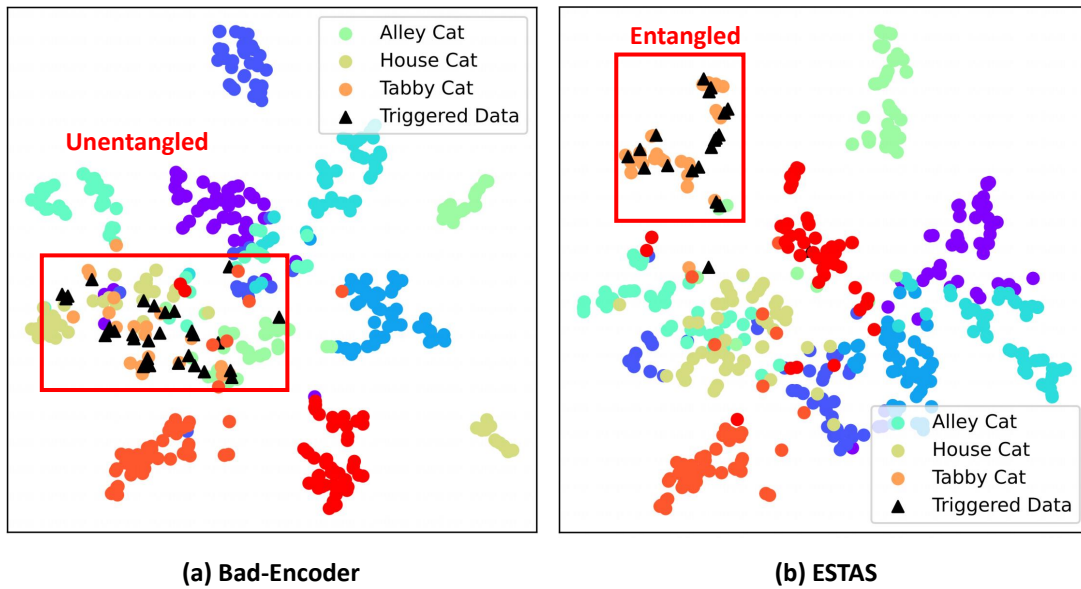 Unentangled
Alley Cat
House Cat
Tabby Cat
Triggered Data
(a) Bad-Encoder
Entangled
Alley Cat
House Cat
Tabby Cat
Triggered Data
(b) ESTAS